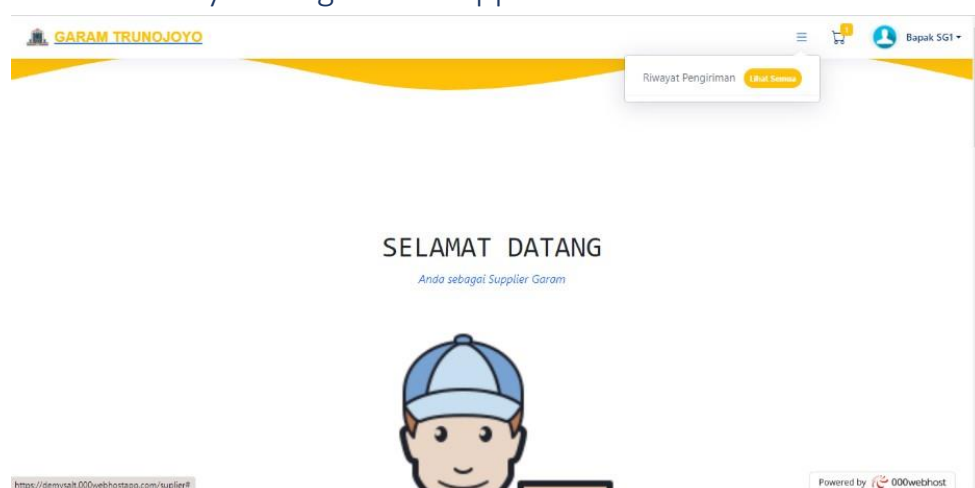 GARAM TRUNOJOYO
1
Bapak SG1
Riwayat Pengiriman Lihat Semua
SELAMAT DATANG
Anda sebagai Supplier Garam
https://demysalt.000webhostapp.com/suplier#
Powered by 000webhost